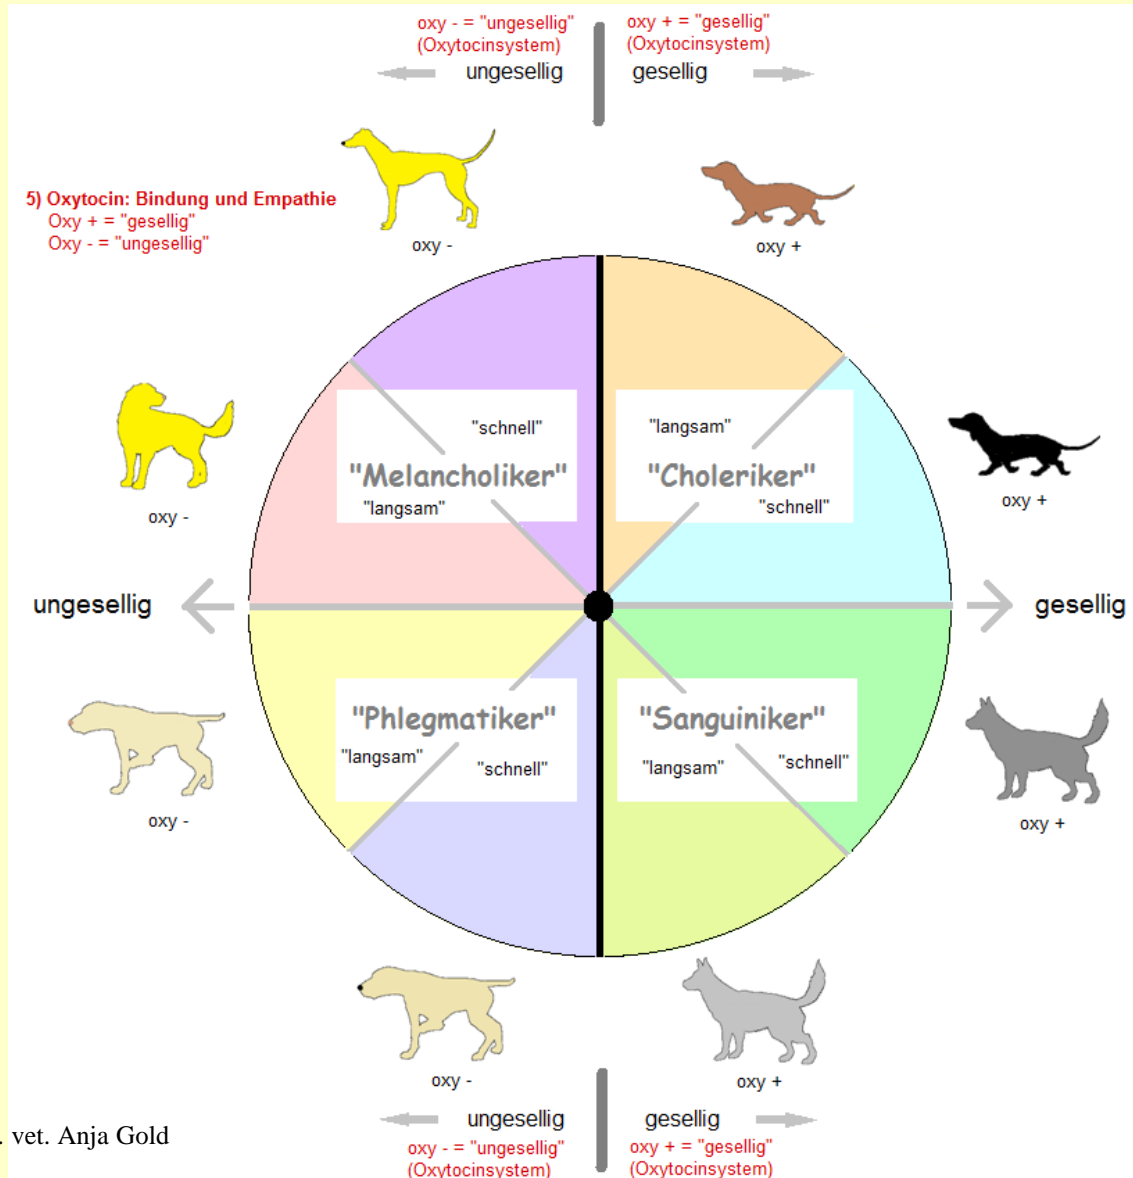 oxy - = "ungesellig"
(Oxytocinsystem)
ungesellig
oxy + = "gesellig"
(Oxytocinsystem)
gesellig
5) Oxytocin: Bindung und Empathie
Oxy + = "gesellig"
Oxy - = "ungesellig"
oxy -
oxy +
oxy -
oxy +
"schnell"
"Melancholiker"
"langsam"
"langsam"
"Choleriker"
"schnell"
ungesellig
gesellig
"Phlegmatiker"
"langsam"
"schnell"
"Sanguiniker"
"langsam"
"schnell"
oxy -
oxy +
oxy -
oxy +
ungesellig
gesellig
oxy - = "ungesellig"
(Oxytocinsystem)
oxy + = "gesellig"
(Oxytocinsystem)
. vet. Anja Gold